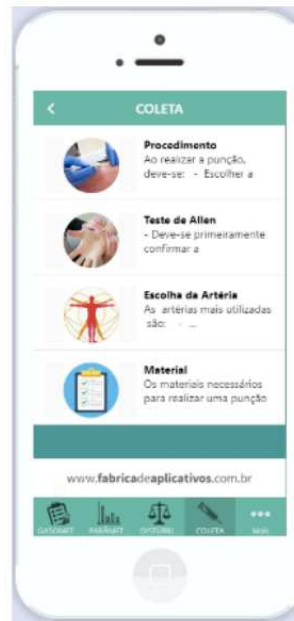 COLETA
Procedimento
Ao realizar a punção,
deve-se: - Escolher a
Teste de Allen
- Deve-se primeiramente
confirmar a
Escolha da Artéria
As artérias mais utilizadas
são: - ...
Material
Os materiais necessários
para realizar uma punção
www.fabricadeaplicativos.com.br
COLETA